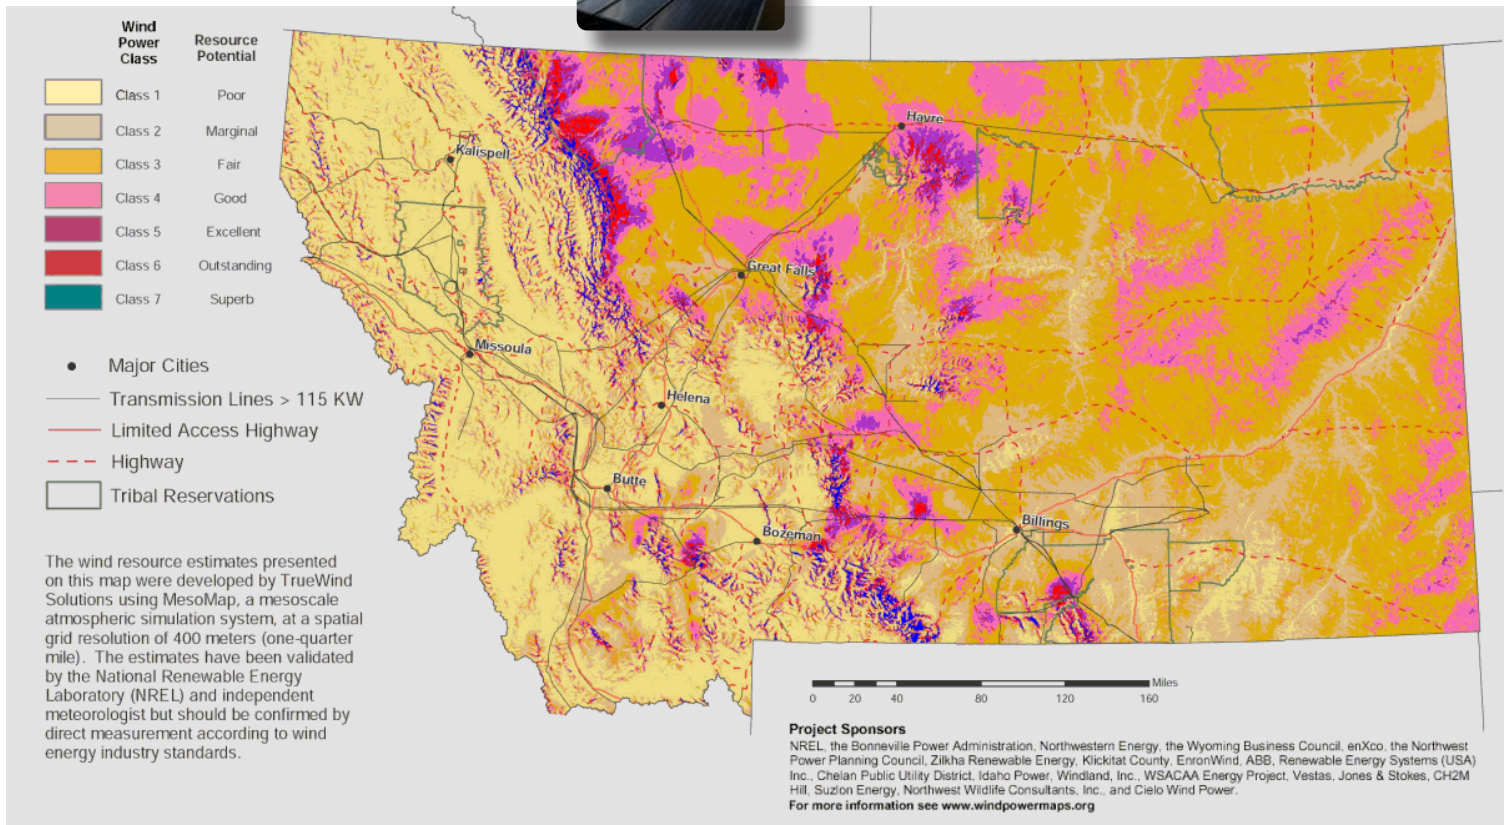 Wind
Power
Class
Resource
Potential
Class 1 Poor
Class 2 Marginal
Class 3 Fair
Class 4 Good
Class 5 Excellent
Class 6 Outstanding
Class 7 Superb
Major Cities
Transmission Lines > 115 KW
Limited Access Highway
Highway
Tribal Reservations
The wind resource estimates presented
on this map were developed by TrueWind
Solutions using MesoMap, a mesoscale
atmospheric simulation system, at a spatial
grid resolution of 400 meters (one-quarter
mile). The estimates have been validated
by the National Renewable Energy
Laboratory (NREL) and independent
meteorologist but should be confirmed by
direct measurement according to wind
energy industry standards.
Havre
Kalispell
Great Falls
Missoula
Helena
Butte
Billings
Bozeman
Miles
0 20 40 80 120 160
Project Sponsors
NREL, the Bonneville Power Administration, Northwestern Energy, the Wyoming Business Council, enXco, the Northwest
Power Planning Council, Zilkha Renewable Energy, Klickitat County, EnronWind, ABB, Renewable Energy Systems (USA)
Inc., Chelan Public Utility District, Idaho Power, Windland, Inc., WSACAA Energy Project, Vestas, Jones & Stokes, CH2M
Hill, Suzlon Energy, Northwest Wildlife Consultants, Inc., and Cielo Wind Power.
For more information see www.windpowermaps.org